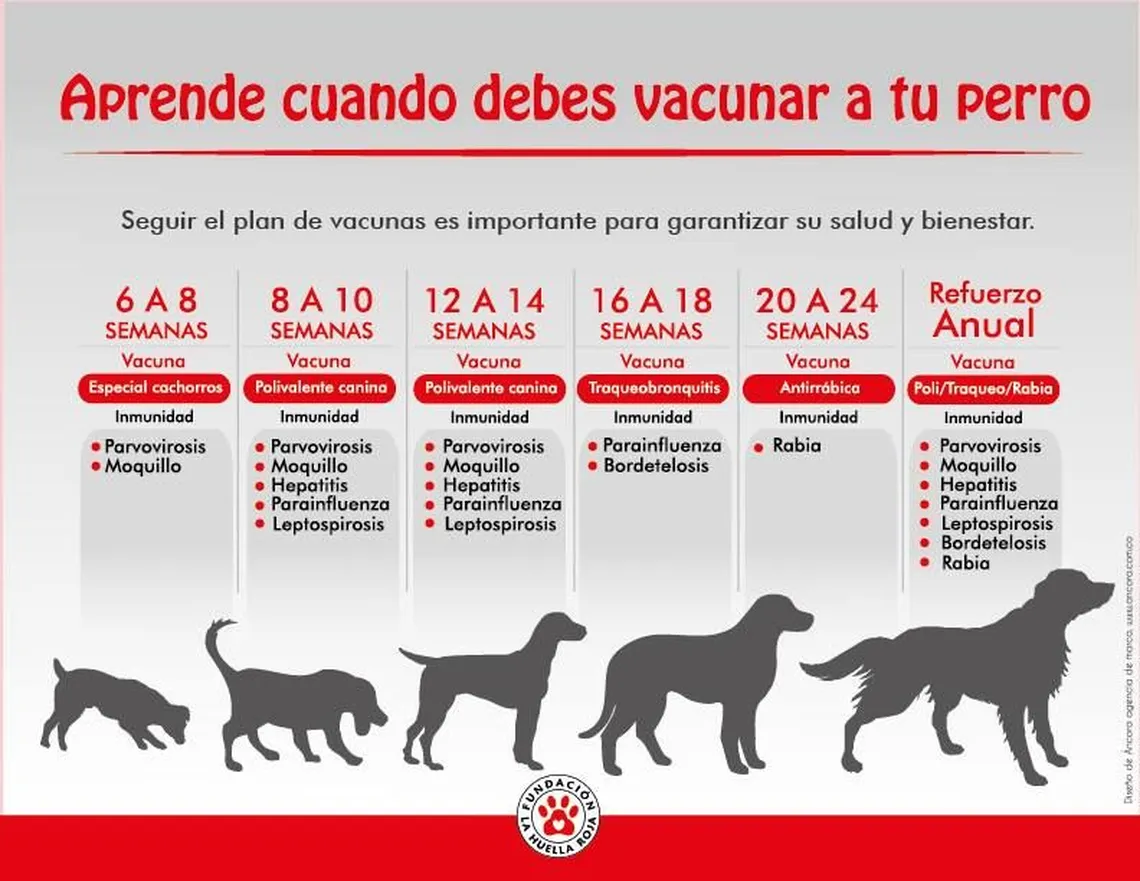 Aprende cuando debes vacunar a tu perro
Seguir el plan de vacunas es importante para garantizar su salud y bienestar.
6 A 8
SEMANAS
Vacuna
Especial cachorros
Inmunidad
Parvovirosis
Moquillo
8 A 10
SEMANAS
Vacuna
Polivalente canina
Inmunidad
Parvovirosis
Moquillo
Hepatitis
Parainfluenza
Leptospirosis
12 A 14
SEMANAS
Vacuna
Polivalente canina
Inmunidad
Parvovirosis
Moquillo
Hepatitis
Parainfluenza
Leptospirosis
16 A 18
SEMANAS
Vacuna
Traqueobronquitis
Inmunidad
Parainfluenza
Bordetelosis
20 A 24
SEMANAS
Vacuna
Antirrábica
Inmunidad
Rabia
Refuerzo
Anual
Vacuna
Poli/Traqueo/Rabia
Inmunidad
Parvovirosis
Moquillo
Hepatitis
Parainfluenza
Leptospirosis
Bordetelosis
Rabia
Diseño de Áncora agencia de marca. www.ancora.com.co
FUNDACIÓN
LA HUELLA ROJA